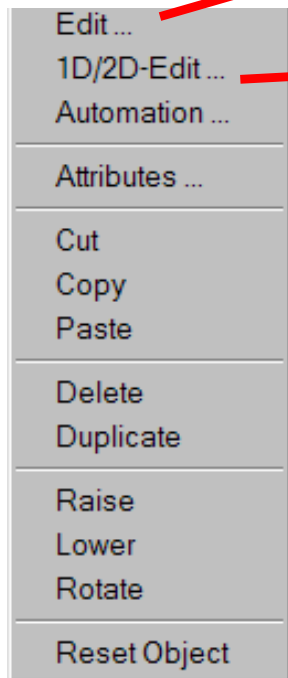 Edit ...
1D/2D-Edit ...
Automation ...
Attributes ...
Cut
Copy
Paste
Delete
Duplicate
Raise
Lower
Rotate
Reset Object